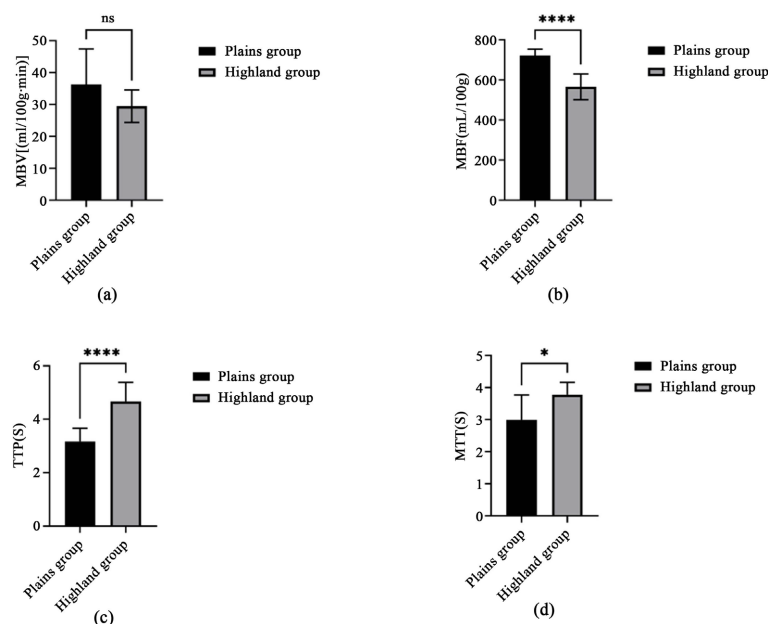 ns
50
40
30
20
10
0
MBV[(ml/100g·min)]
Plains group
Highland group
Plains group
Highland group
(a)
****
800
600
400
200
0
MBF(mL/100g)
Plains group
Highland group
Plains group
Highland group
(b)
****
6
4
2
0
TTP(S)
Plains group
Highland group
Plains group
Highland group
(c)
*
5
4
3
2
1
0
MTT(S)
Plains group
Highland group
Plains group
Highland group
(d)